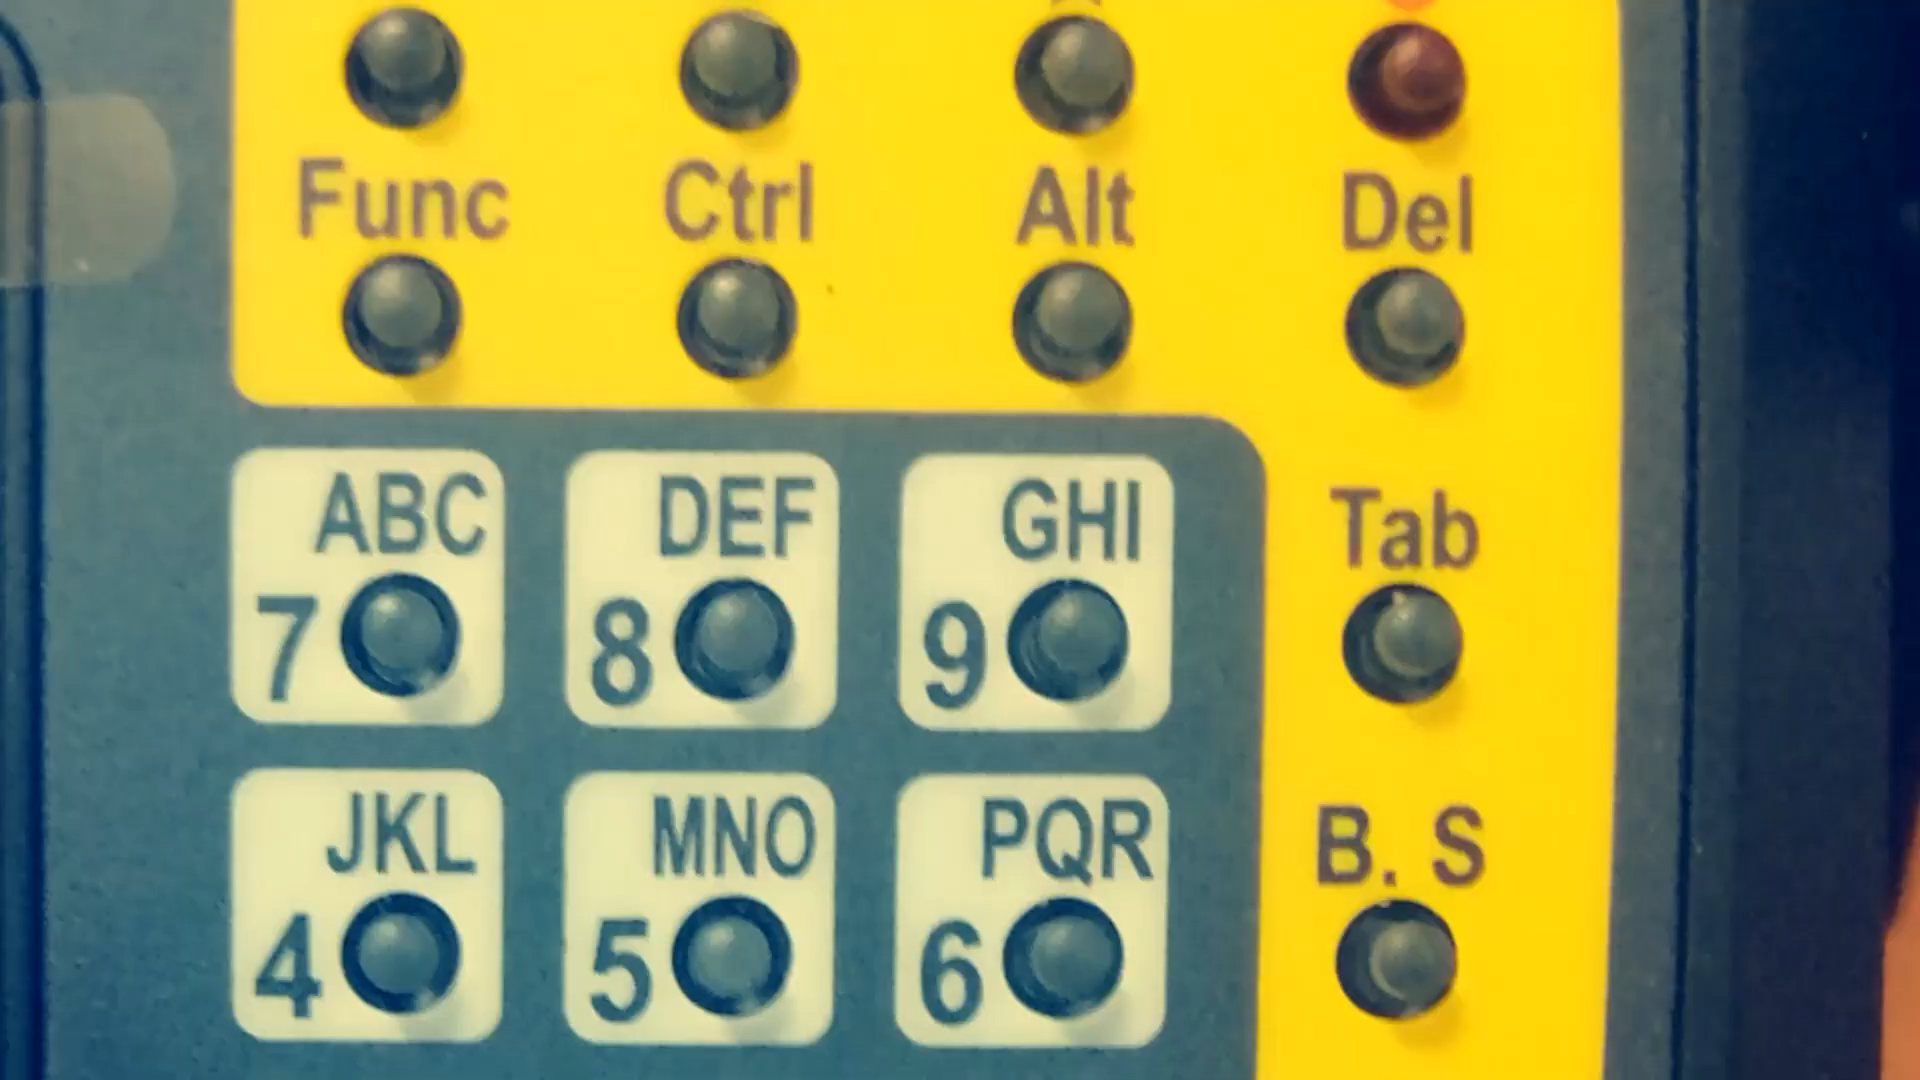 Func Ctrl Alt Del
ABC DEF GHI Tab
7 8 9
JKL MNO PQR B. S
4 5 6